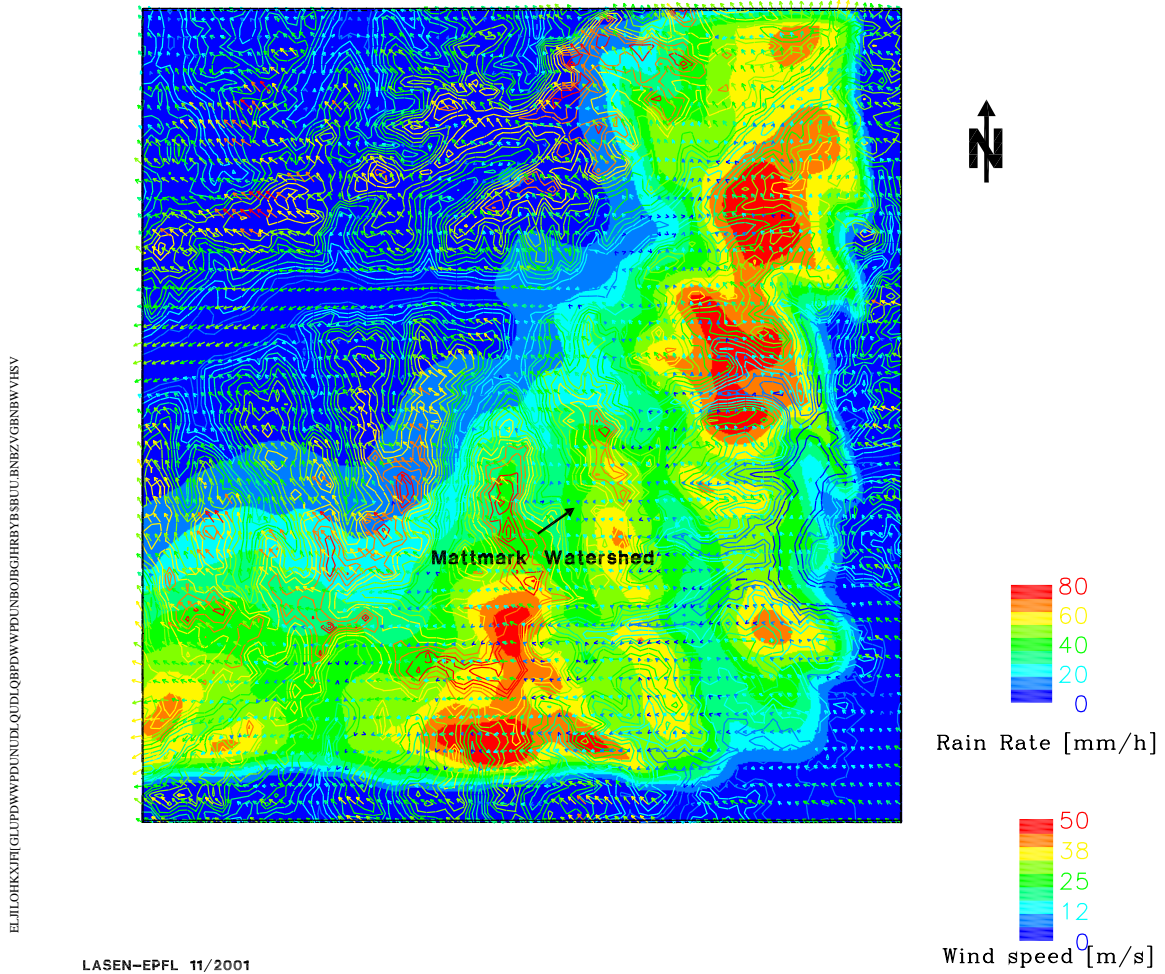 N
Mattmark Watershed
80
60
40
20
0
Rain Rate [mm/h]
50
38
25
12
0
Wind speed [m/s]
LASEN-EPFL 11/2001